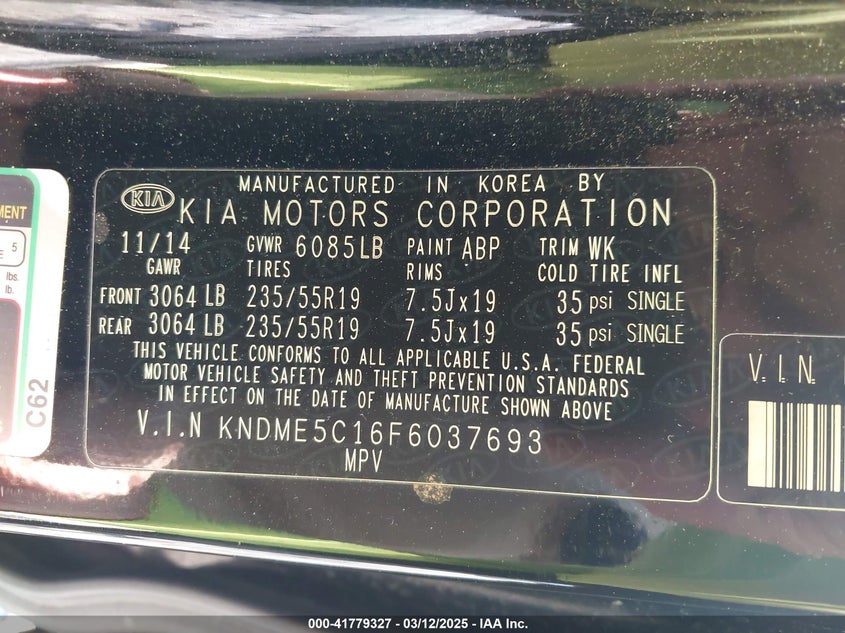 MANUFACTURED IN KOREA BY
KIA KIA MOTORS CORPORATION
11/14 GVWR 6085LB PAINT ABP TRIM WK
GAWR TIRES RIMS COLD TIRE INFL
FRONT 3064 LB 235/55R19 7.5Jx19 35 psi SINGLE
REAR 3064 LB 235/55R19 7.5Jx19 35 psi SINGLE
THIS VEHICLE CONFORMS TO ALL APPLICABLE U.S.A. FEDERAL
MOTOR VEHICLE SAFETY AND THEFT PREVENTION STANDARDS
IN EFFECT ON THE DATE OF MANUFACTURE SHOWN ABOVE
V.I.N KNDME5C16F6037693
MPV
5
lbs.
lb.
C62
V.I.N.
000-41779327 - 03/12/2025 - IAA Inc.